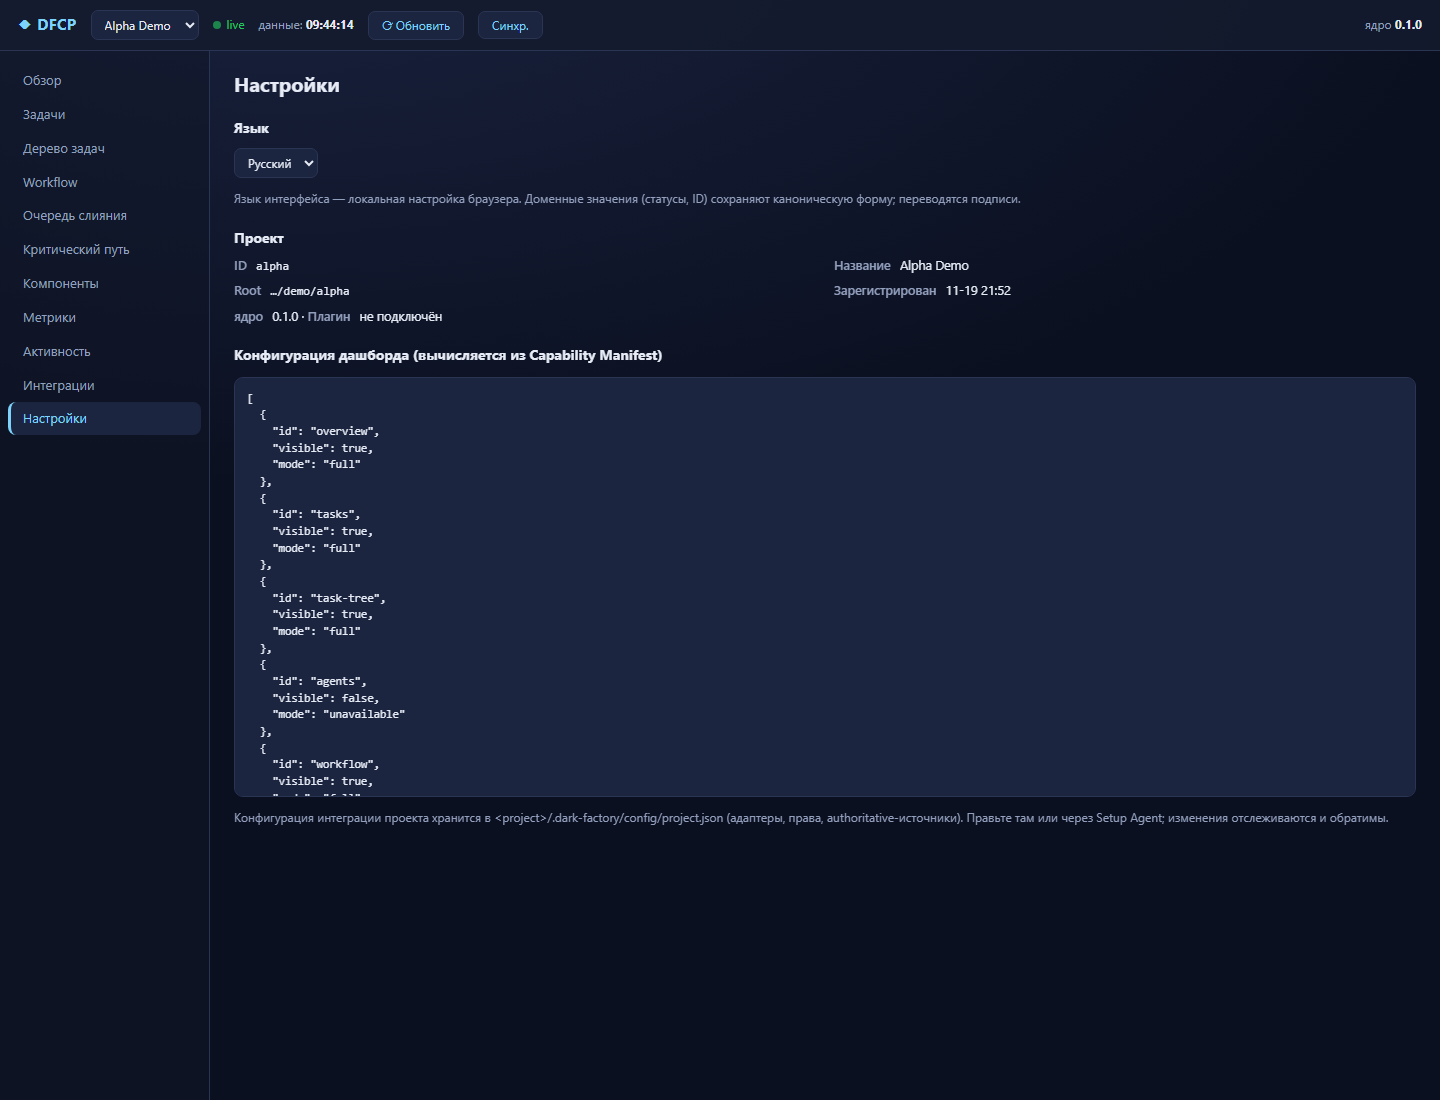 DFCP
Alpha Demo
live
данные: 09:44:14
⟳ Обновить
Синхр.
ядро 0.1.0
Обзор
Задачи
Дерево задач
Workflow
Очередь слияния
Критический путь
Компоненты
Метрики
Активность
Интеграции
Настройки
Настройки
Язык
Русский
Язык интерфейса — локальная настройка браузера. Доменные значения (статусы, ID) сохраняют каноническую форму; переводятся подписи.
Проект
ID alpha
Название Alpha Demo
Root …/demo/alpha
Зарегистрирован 11-19 21:52
ядро 0.1.0 · Плагин не подключён
Конфигурация дашборда (вычисляется из Capability Manifest)
[
  {
    "id": "overview",
    "visible": true,
    "mode": "full"
  },
  {
    "id": "tasks",
    "visible": true,
    "mode": "full"
  },
  {
    "id": "task-tree",
    "visible": true,
    "mode": "full"
  },
  {
    "id": "agents",
    "visible": false,
    "mode": "unavailable"
  },
  {
    "id": "workflow",
    "visible": true,
Конфигурация интеграции проекта хранится в <project>/.dark-factory/config/project.json (адаптеры, права, authoritative-источники). Правьте там или через Setup Agent; изменения отслеживаются и обратимы.